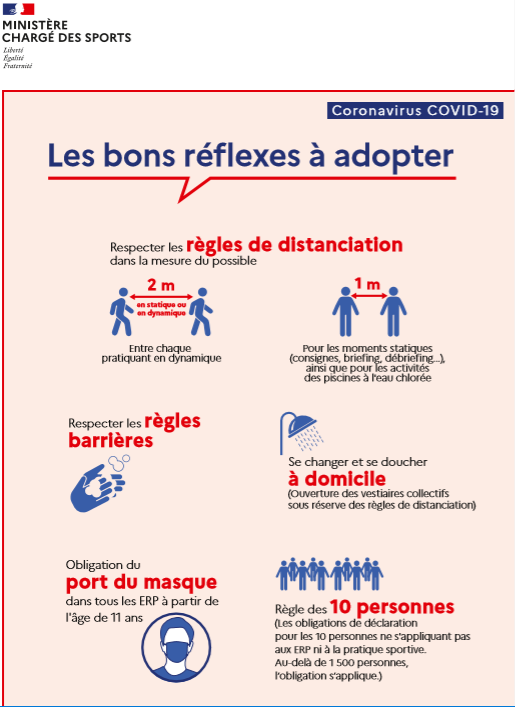 MINISTÈRE
CHARGÉ DES SPORTS
Liberté
Égalité
Fraternité
Coronavirus COVID-19
Les bons réflexes à adopter
Respecter les règles de distanciation
dans la mesure du possible
2 m
en statique ou
en dynamique
Entre chaque
pratiquant en dynamique
1 m
Pour les moments statiques
(consignes, briefing, débriefing...),
ainsi que pour les activités
des piscines à l'eau chlorée
Respecter les règles
barrières
Se changer et se doucher
à domicile
(Ouverture des vestiaires collectifs
sous réserve des règles de distanciation)
Obligation du
port du masque
dans tous les ERP à partir de
l'âge de 11 ans
Règle des 10 personnes
(Les obligations de déclaration
pour les 10 personnes ne s'appliquant pas
aux ERP ni à la pratique sportive.
Au-delà de 1 500 personnes,
l'obligation s'applique.)